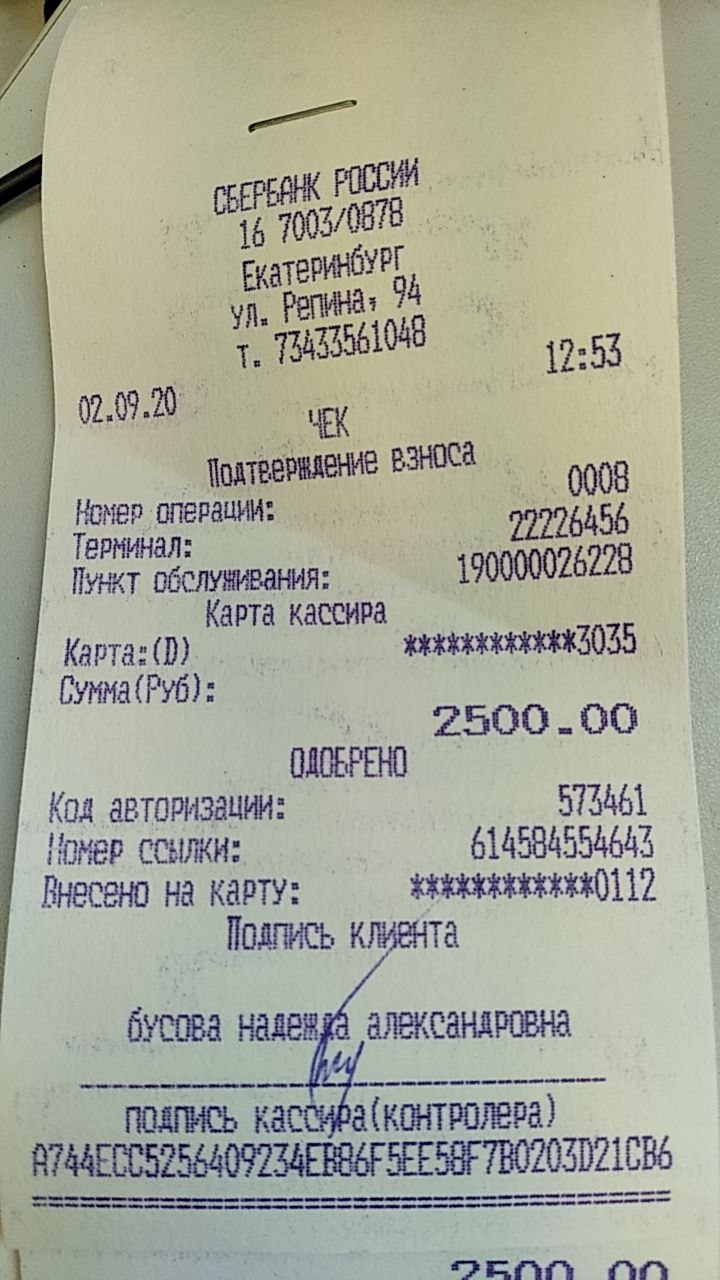 СБЕРБАНК РОССИИ
16 7003/0878
Екатеринбург
ул. Репина, 94
т. 73433561048
02.09.20 12:53
ЧЕК
Подтверждение взноса
Номер операции: 0008
Терминал: 22226456
Пункт обслуживания: 190000026228
Карта кассира
Карта:(D) ************3035
Сумма(Руб):
2500.00
ОДОБРЕНО
Код авторизации: 573461
Номер ссылки: 614584554643
Внесено на карту: ************0112
Подпись клиента
бусова надежда александровна
подпись кассира(контролера)
A744ECC5256409234EB86F5EE58F7B0203D21CB6
2500.00